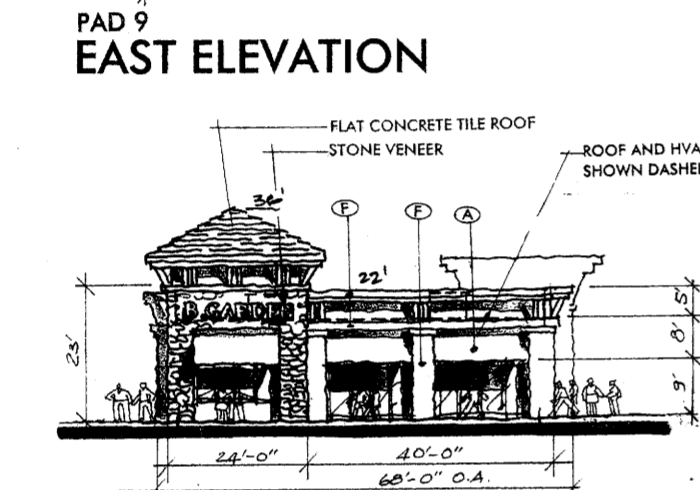 PAD 9
EAST ELEVATION
FLAT CONCRETE TILE ROOF
STONE VENEER
ROOF AND HVA
SHOWN DASHE
36'
F
F
A
22'
B GARDEN
23'
5'
8'
9'
24'-0"
40'-0"
68'-0" O.A.